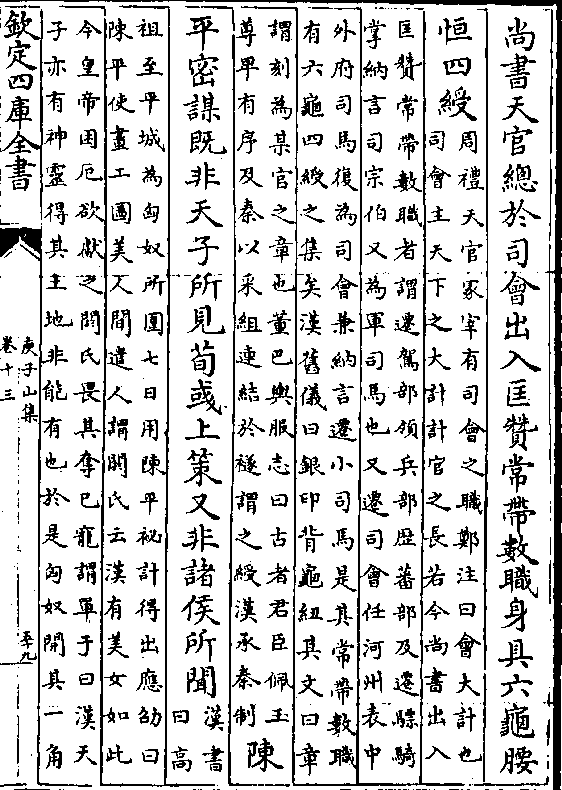 尚書天官總於司會出入匡贊常帶數職身具六龜腰
恒四綬
周禮天官冢宰有司會之職鄭注曰會大計也
司會主天下之大計計官之長若今尚書出入
匡贊常帶數職者謂遷駕部領兵部歷蕃部及遷驃騎
掌納言司宗伯又為軍司馬也又遷司會任河州表中
外府司馬復為司會兼納言遷小司馬是其常帶數職
有六龜四綬之集矣漢舊儀曰銀印背龜紐其文曰章
謂刻為某官之章也董巴輿服志曰古者君臣佩玉
尊卑有序及秦以采組連結於襚謂之綬漢承秦制
陳
平密謀既非天子所見荀彧上策又非諸侯所聞
漢書
曰高
祖至平城為匈奴所圍七日用陳平祕計得出應劭曰
陳平使畫工圖美人間遣人謂閼氏云漢有美女如此
今皇帝困厄欲獻之閼氏畏其奪己寵謂單于曰漢天
子亦有神靈得其土地非能有也於是匈奴開其一角
欽定四庫全書
庾子山集
卷十三
至九